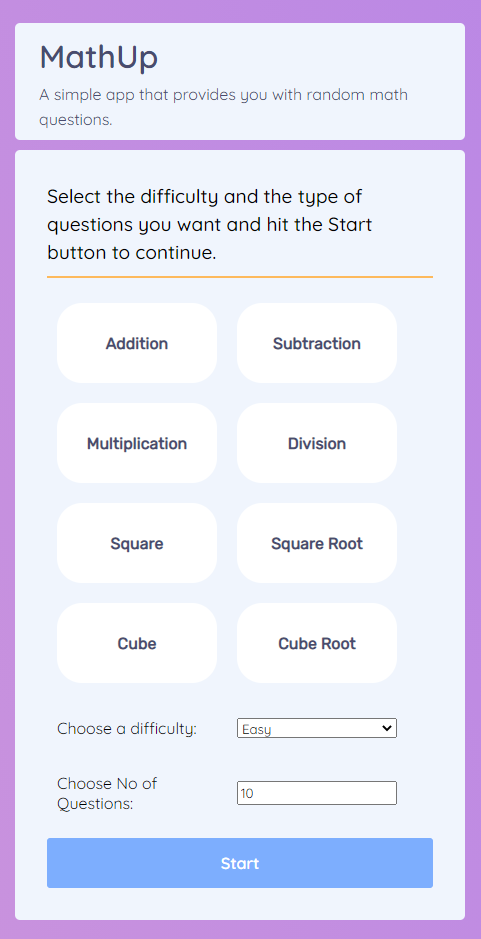 MathUp
A simple app that provides you with random math
questions.
Select the difficulty and the type of
questions you want and hit the Start
button to continue.
Addition
Subtraction
Multiplication
Division
Square
Square Root
Cube
Cube Root
Choose a difficulty:
Easy
Choose No of
Questions:
10
Start